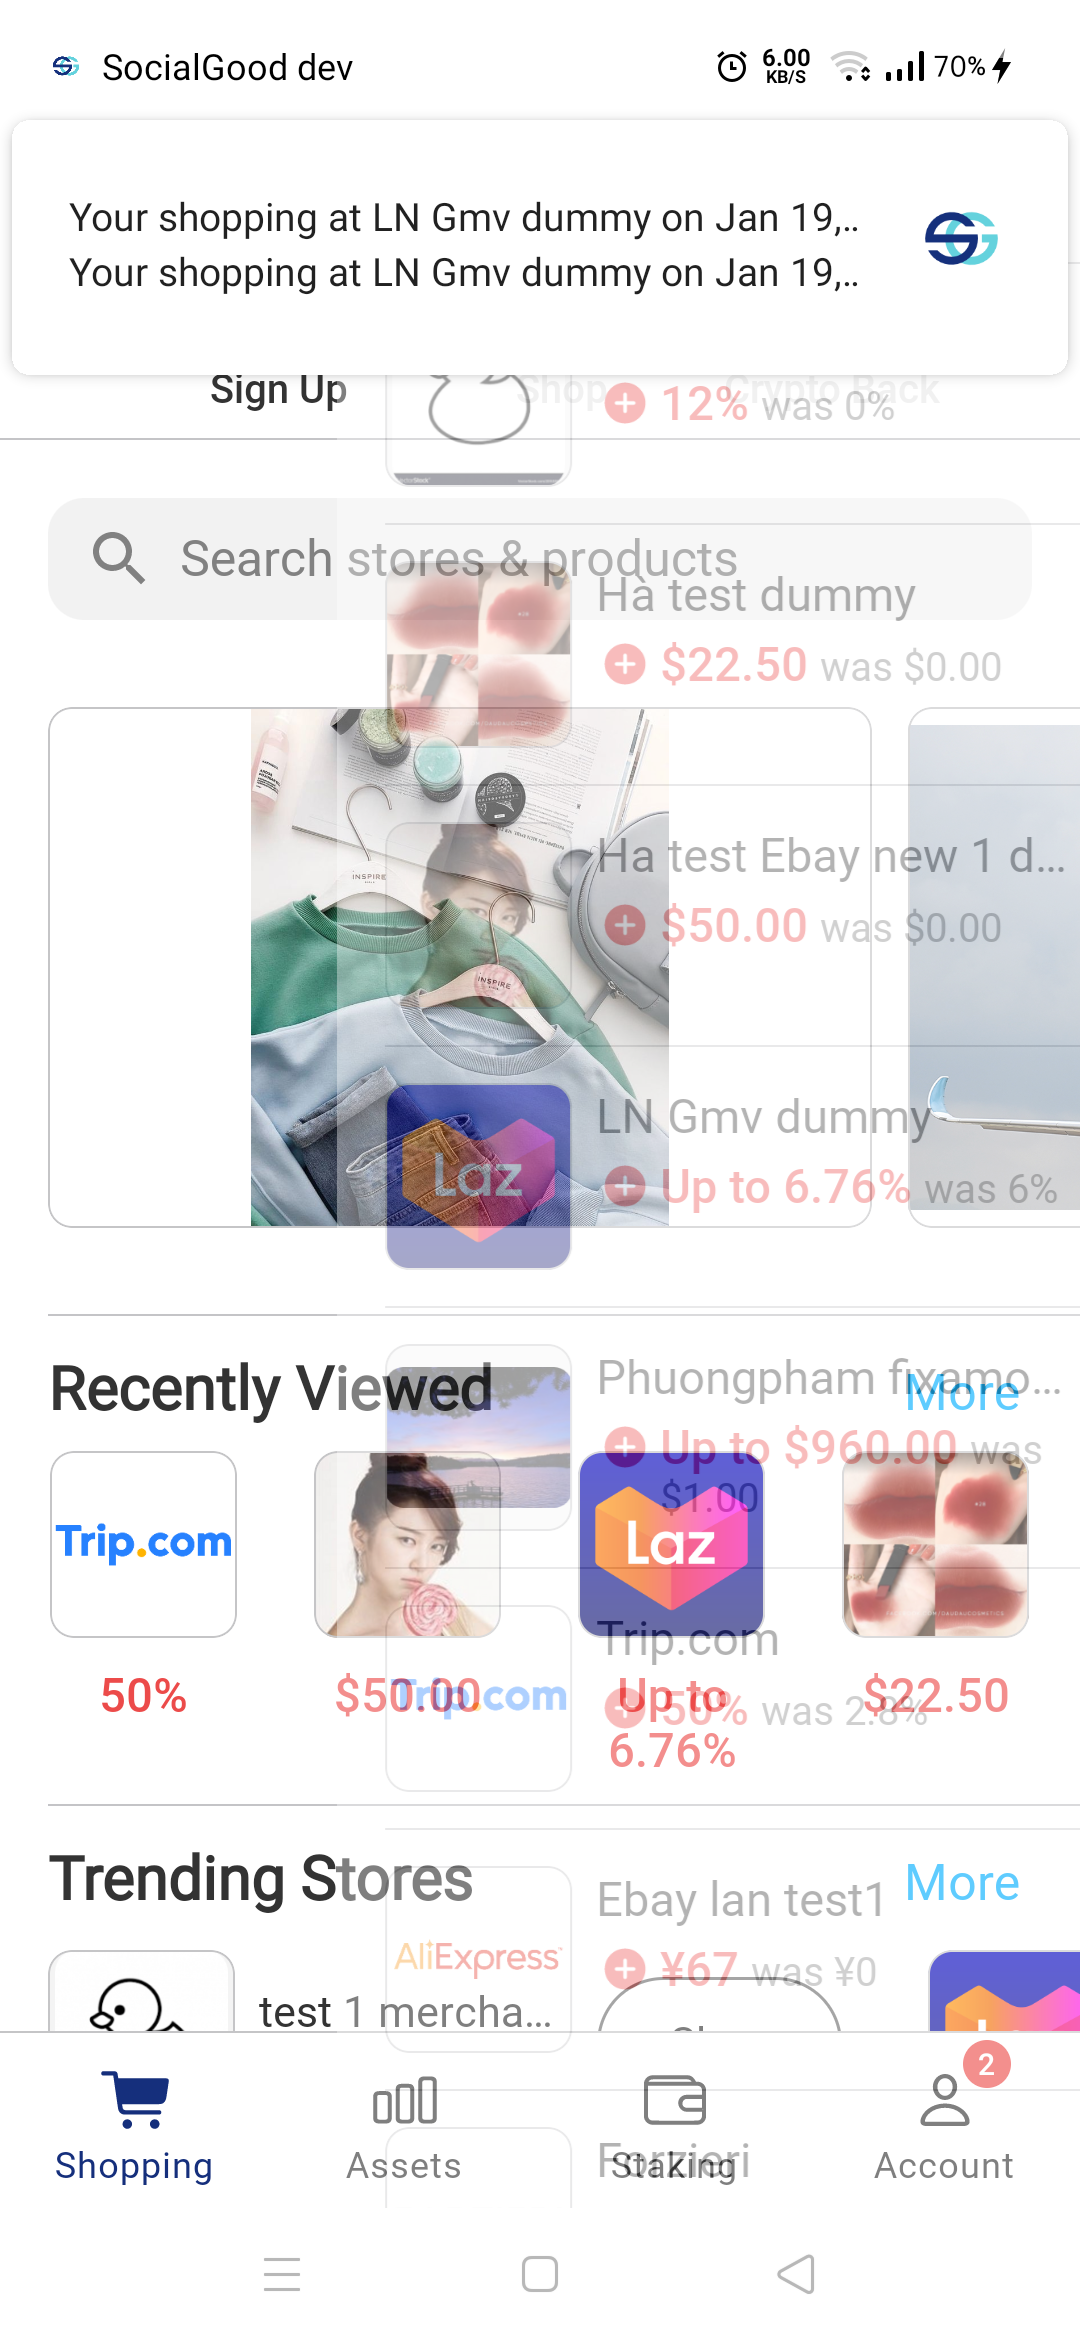 SocialGood dev
6.00
KB/S
70%
Your shopping at LN Gmv dummy on Jan 19,..
Your shopping at LN Gmv dummy on Jan 19,..
Sign Up
Shop
Crypto Back
12% was 0%
Search stores & products
Hà test dummy
$22.50 was $0.00
INSPIRE
INSPIRE
Ha test Ebay new 1 d...
$50.00 was $0.00
LN Gmv dummy
Laz
Up to 6.76% was 6%
Recently Viewed
More
Phuongpham fixamo...
Up to $960.00 was
$1.00
Trip.com
Laz
Trip.com
50% was 2.8%
Trip.com
50%
$50.00
Up to
6.76%
$22.50
Trending Stores
More
Ebay lan test1
¥67 was ¥0
AliExpress
test 1 mercha...
2
Shopping
Assets
Staking
Forzieri
Account